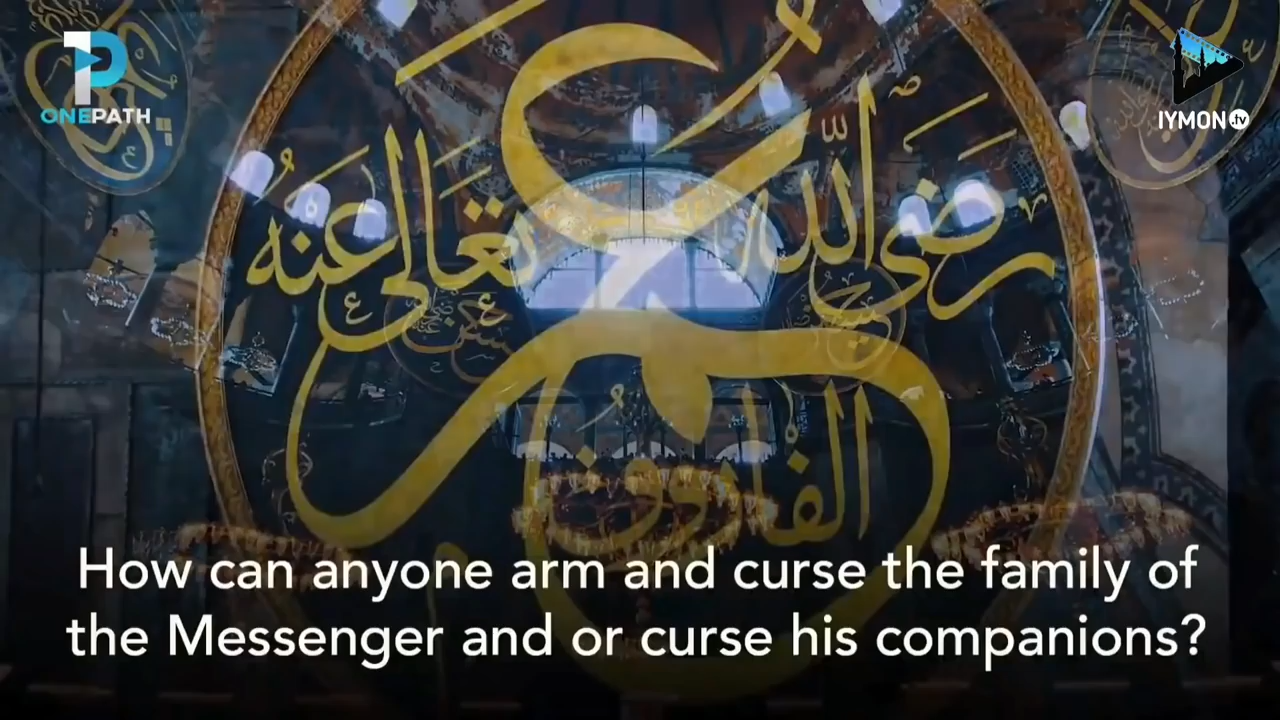 ONEPATH
IYMON.tv
رضي الله تعالى عنه
عمر
الفاروق
How can anyone arm and curse the family of
the Messenger and or curse his companions?